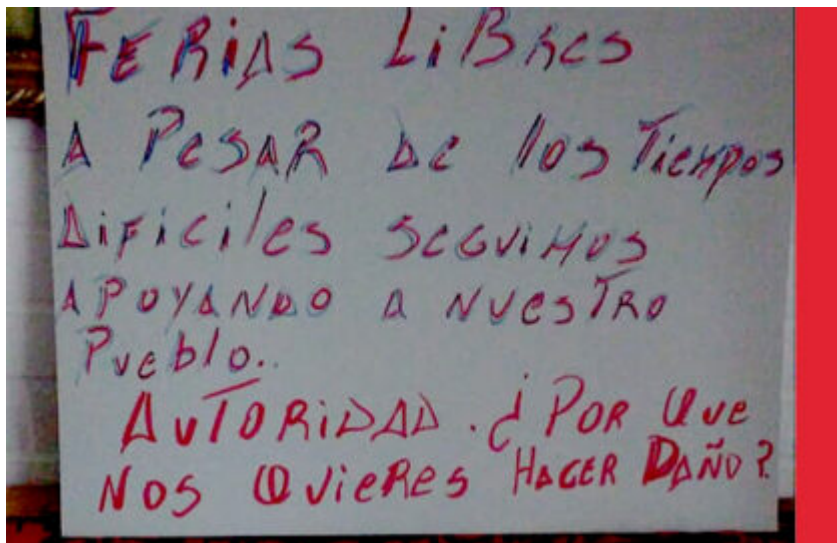 FERIAS LiBRes
A PesAR De los Tiempos
DiFiciles seguimos
APOYANDO A NuesTRO
Pueblo..
AuTORiDAD. ¿POR Que
NOS QuieRes HACER DAÑO?